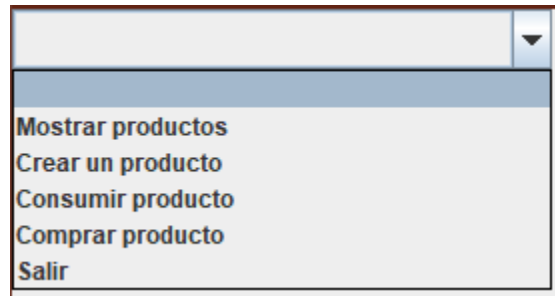 Mostrar productos
Crear un producto
Consumir producto
Comprar producto
Salir